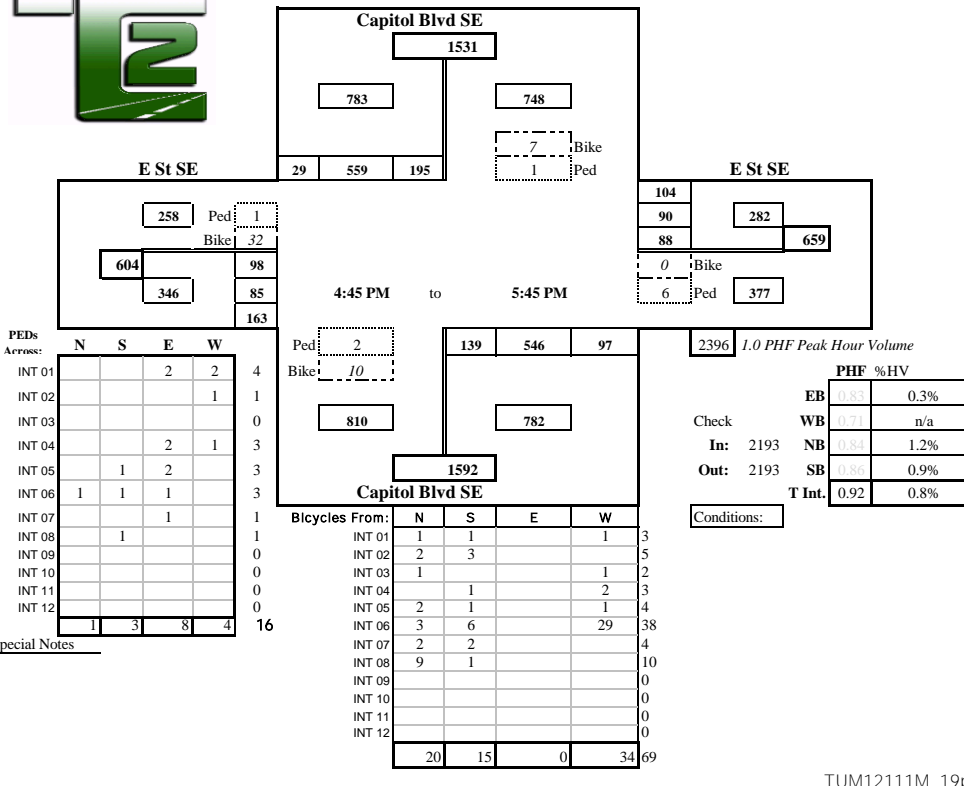 Capitol Blvd SE
1531
783 748
7 Bike
1 Ped
E St SE
29 559 195
E St SE
104
90 282
88 659
0 Bike
6 Ped 377
258 Ped 1
Bike 32
604 98
346 85
163
4:45 PM to 5:45 PM
Ped 2
Bike 10
139 546 97
810 782
1592
Capitol Blvd SE
2396 1.0 PHF Peak Hour Volume
PHF %HV
EB 0.83 0.3%
Check WB 0.71 n/a
In: 2193 NB 0.84 1.2%
Out: 2193 SB 0.86 0.9%
T Int. 0.92 0.8%
Conditions:
PEDs
Across: N S E W
INT 01 2 2 4
INT 02 1 1
INT 03 0
INT 04 2 1 3
INT 05 1 2 3
INT 06 1 1 1 3
INT 07 1 1
INT 08 1 1
INT 09 0
INT 10 0
INT 11 0
INT 12 0
1 3 8 4 16
pecial Notes
Bicycles From: N S E W
INT 01 1 1 1 3
INT 02 2 3 5
INT 03 1 1 2
INT 04 1 2 3
INT 05 2 1 1 4
INT 06 3 6 29 38
INT 07 2 2 4
INT 08 9 1 10
INT 09 0
INT 10 0
INT 11 0
INT 12 0
20 15 0 34 69
TUM12111M_19p